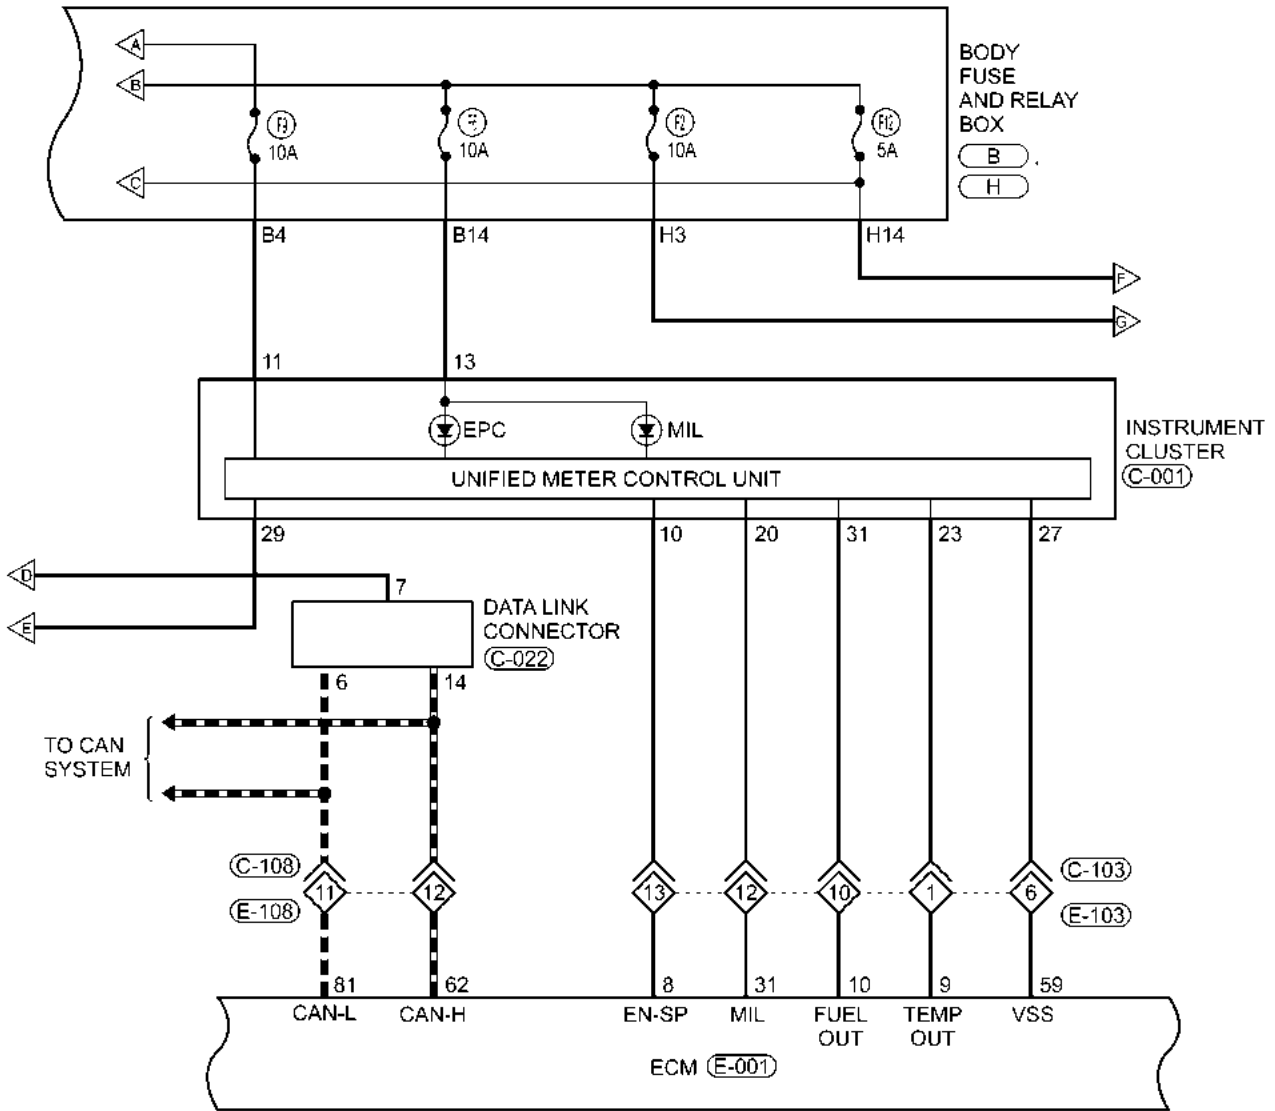 A
B
F9
10A
10A
F2
10A
F12
5A
C
BODY
FUSE
AND RELAY
BOX
B
H
B4
B14
H3
H14
F
G
11
13
EPC
MIL
UNIFIED METER CONTROL UNIT
INSTRUMENT
CLUSTER
C-001
29
10
20
31
23
27
D
7
E
DATA LINK
CONNECTOR
C-022
6
14
TO CAN
SYSTEM
C-108
11
12
E-108
13
12
10
1
6
C-103
E-103
81
62
8
31
10
9
59
CAN-L
CAN-H
EN-SP
MIL
FUEL
OUT
TEMP
OUT
VSS
ECM E-001